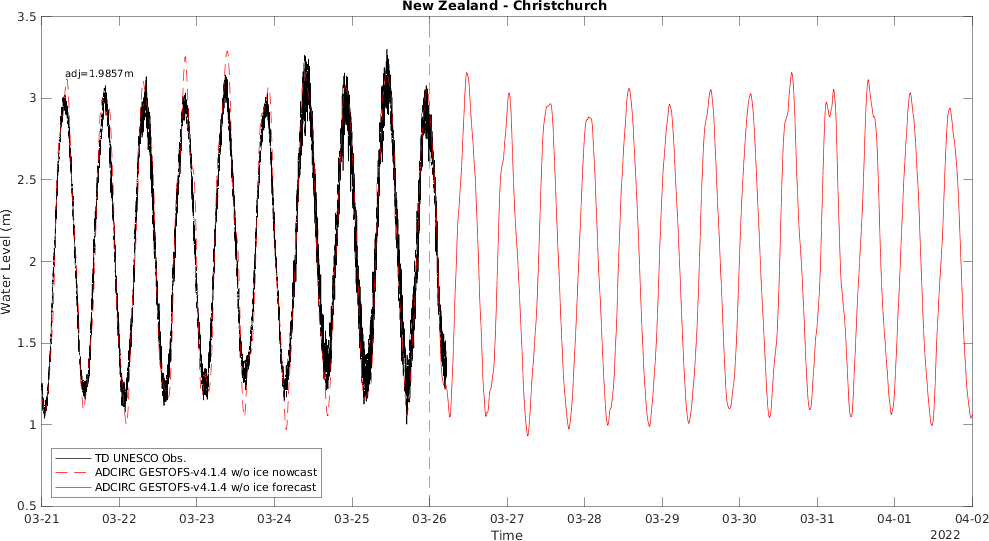 New Zealand - Christchurch
3.5
3
2.5
2
1.5
1
0.5
Water Level (m)
adj=1.9857m
TD UNESCO Obs.
ADCIRC GESTOFS-v4.1.4 w/o ice nowcast
ADCIRC GESTOFS-v4.1.4 w/o ice forecast
03-21 03-22 03-23 03-24 03-25 03-26 03-27 03-28 03-29 03-30 03-31 04-01 04-02
Time
2022